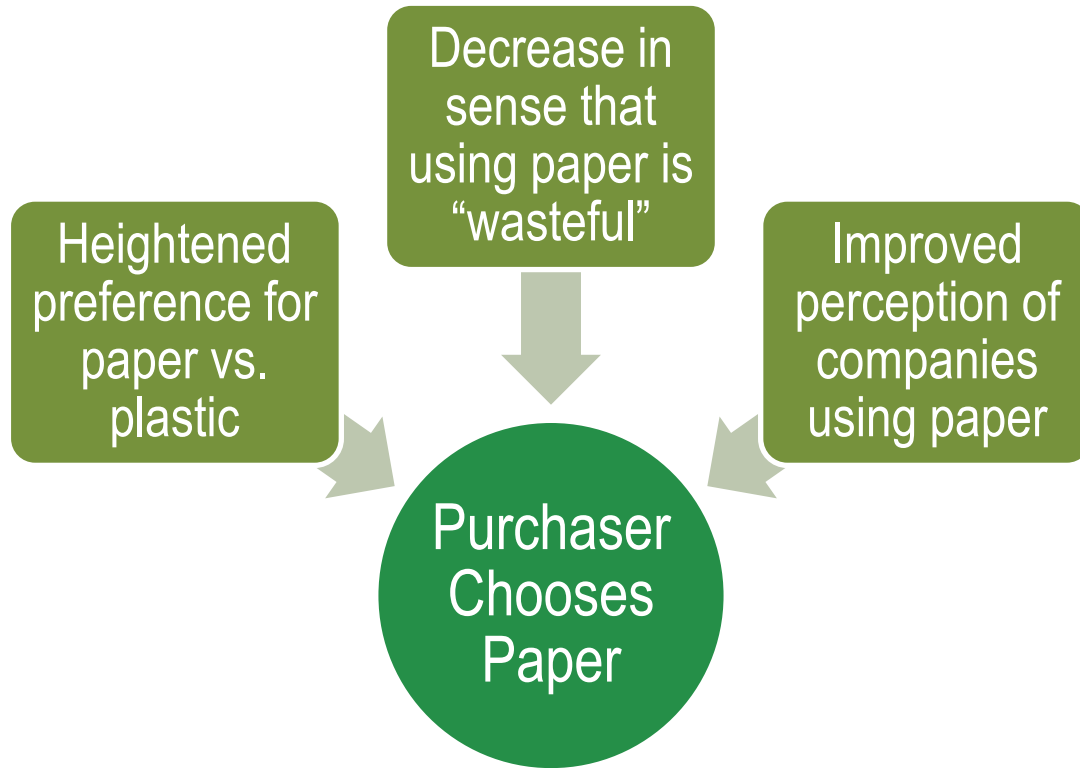 Decrease in
sense that
using paper is
“wasteful”
Heightened
preference for
paper vs.
plastic
Improved
perception of
companies
using paper
Purchaser
Chooses
Paper